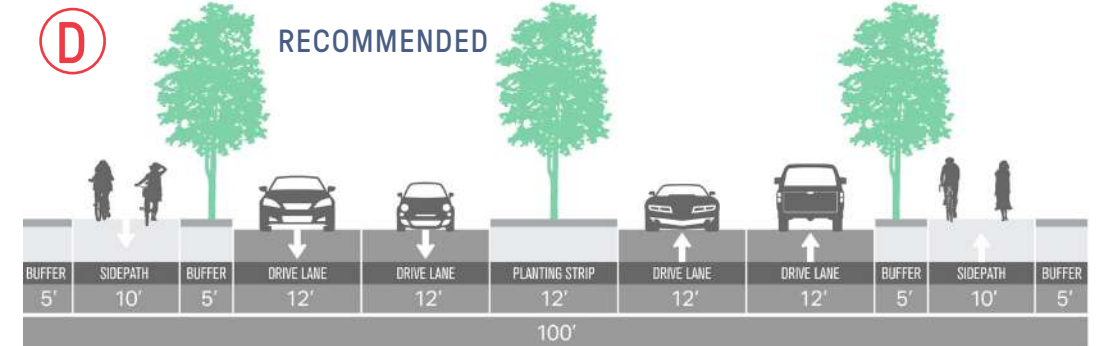 D
RECOMMENDED
BUFFER SIDEPATH BUFFER DRIVE LANE DRIVE LANE PLANTING STRIP DRIVE LANE DRIVE LANE BUFFER SIDEPATH BUFFER
5' 10' 5' 12' 12' 12' 12' 12' 5' 10' 5'
100'